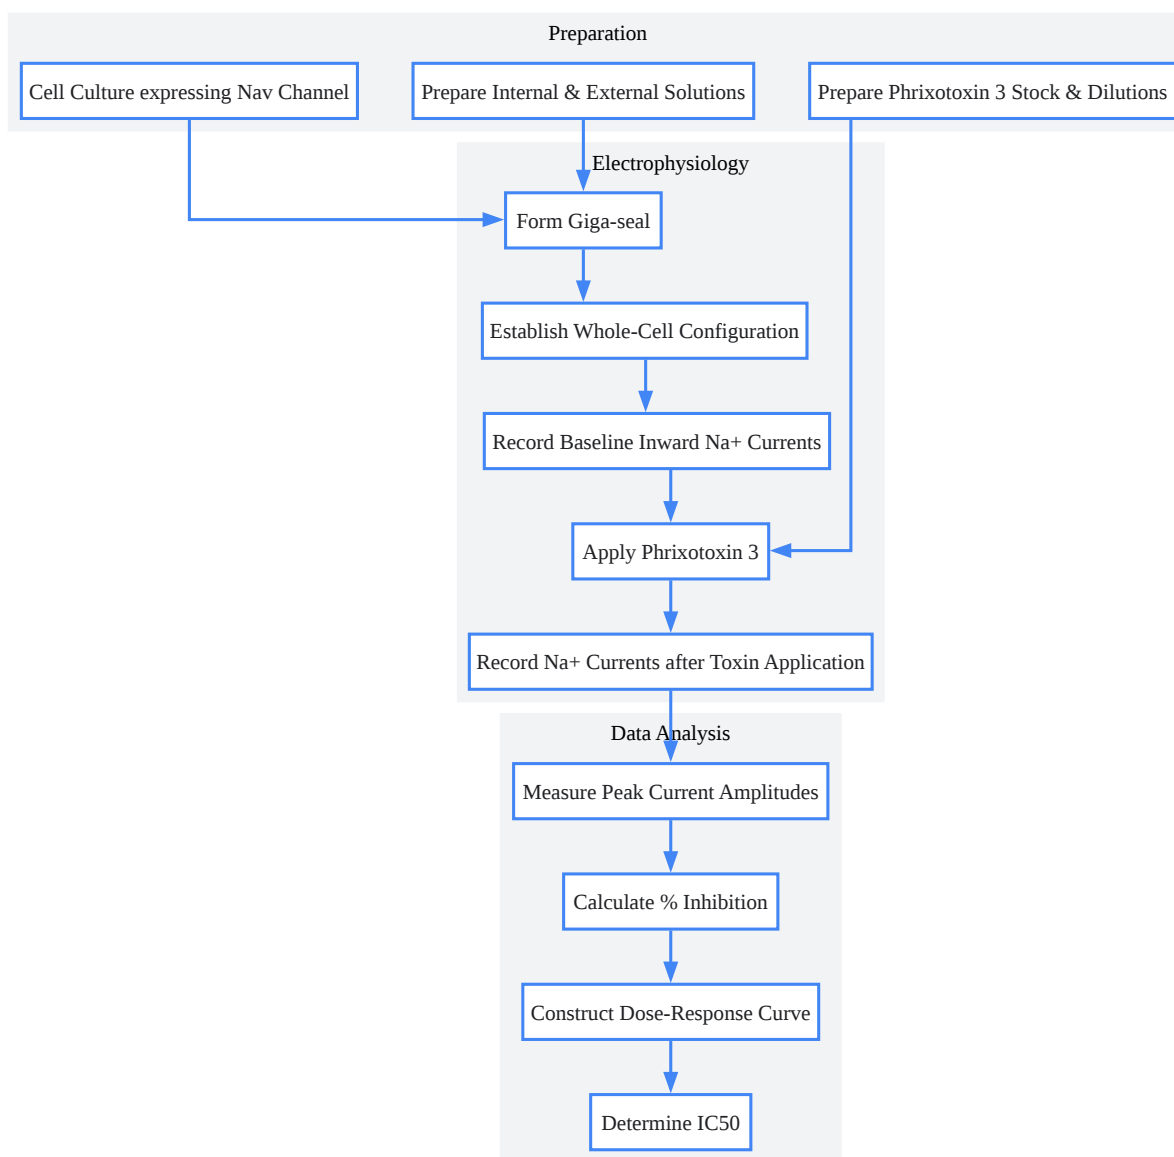 Preparation
Cell Culture expressing Nav Channel
Prepare Internal & External Solutions
Prepare Phrixotoxin 3 Stock & Dilutions
Electrophysiology
Form Giga-seal
Establish Whole-Cell Configuration
Record Baseline Inward Na+ Currents
Apply Phrixotoxin 3
Record Na+ Currents after Toxin Application
Data Analysis
Measure Peak Current Amplitudes
Calculate % Inhibition
Construct Dose-Response Curve
Determine IC50